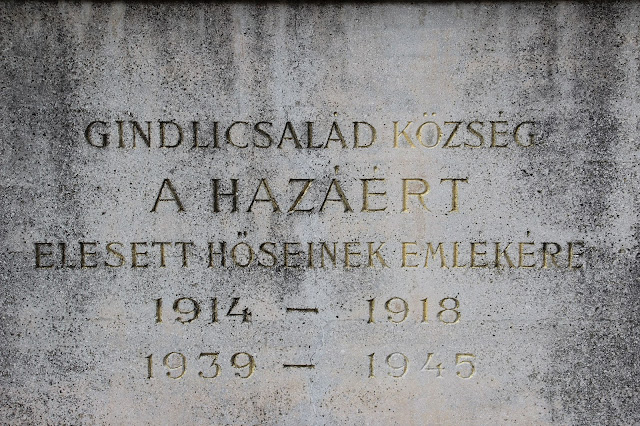 GINDLICSALÁD KÖZSÉG
A HAZÁÉRT
ELESETT HŐSEINEK EMLÉKÉRE
1914 – 1918
1939 – 1945